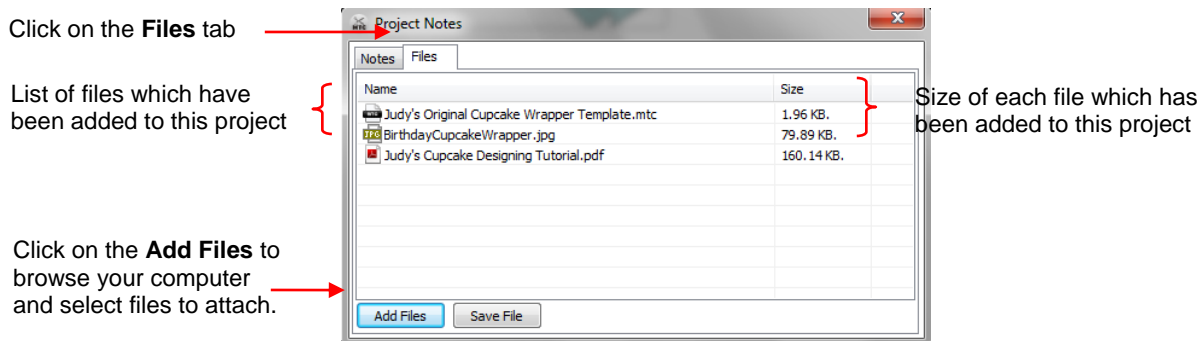 Click on the Files tab
Project Notes
Notes Files
List of files which have
been added to this project
Name Size
Judy's Original Cupcake Wrapper Template.mtc 1.96 KB.
BirthdayCupcakeWrapper.jpg 79.89 KB.
Judy's Cupcake Designing Tutorial.pdf 160.14 KB.
Size of each file which has
been added to this project
Click on the Add Files to
browse your computer
and select files to attach.
Add Files Save File